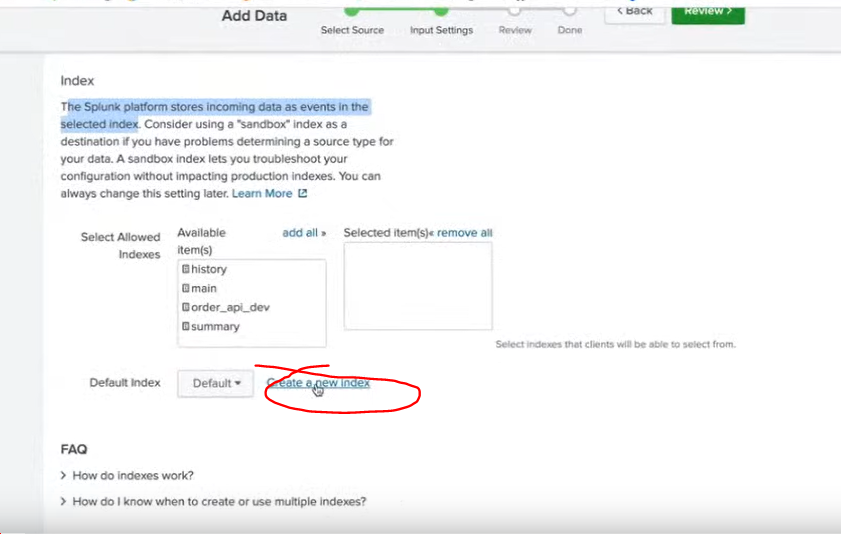 Add Data
Select Source
Input Settings
Review
Done
< Back
Review >
Index
The Splunk platform stores incoming data as events in the
selected index. Consider using a "sandbox" index as a
destination if you have problems determining a source type for
your data. A sandbox index lets you troubleshoot your
configuration without impacting production indexes. You can
always change this setting later. Learn More
Select Allowed
Indexes
Available
item(s)
add all »
Selected item(s)
« remove all
history
main
order_api_dev
summary
Select indexes that clients will be able to select from.
Default Index
Default
Create a new index
FAQ
> How do indexes work?
> How do I know when to create or use multiple indexes?